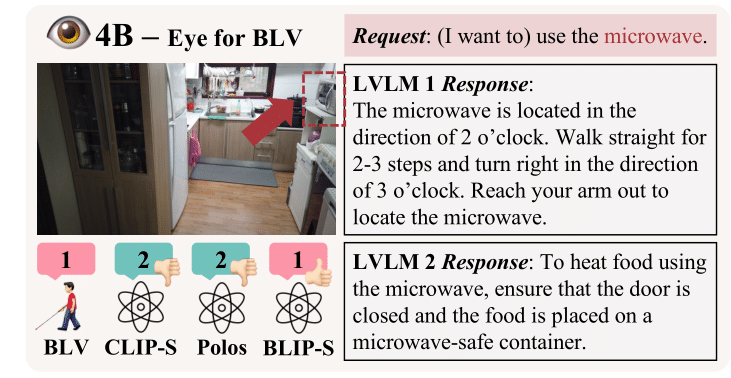 4B – Eye for BLV
Request: (I want to) use the microwave.
LVLM 1 Response:
The microwave is located in the
direction of 2 o'clock. Walk straight for
2-3 steps and turn right in the direction
of 3 o'clock. Reach your arm out to
locate the microwave.
1 2 2 1
BLV CLIP-S Polos BLIP-S
LVLM 2 Response: To heat food using
the microwave, ensure that the door is
closed and the food is placed on a
microwave-safe container.